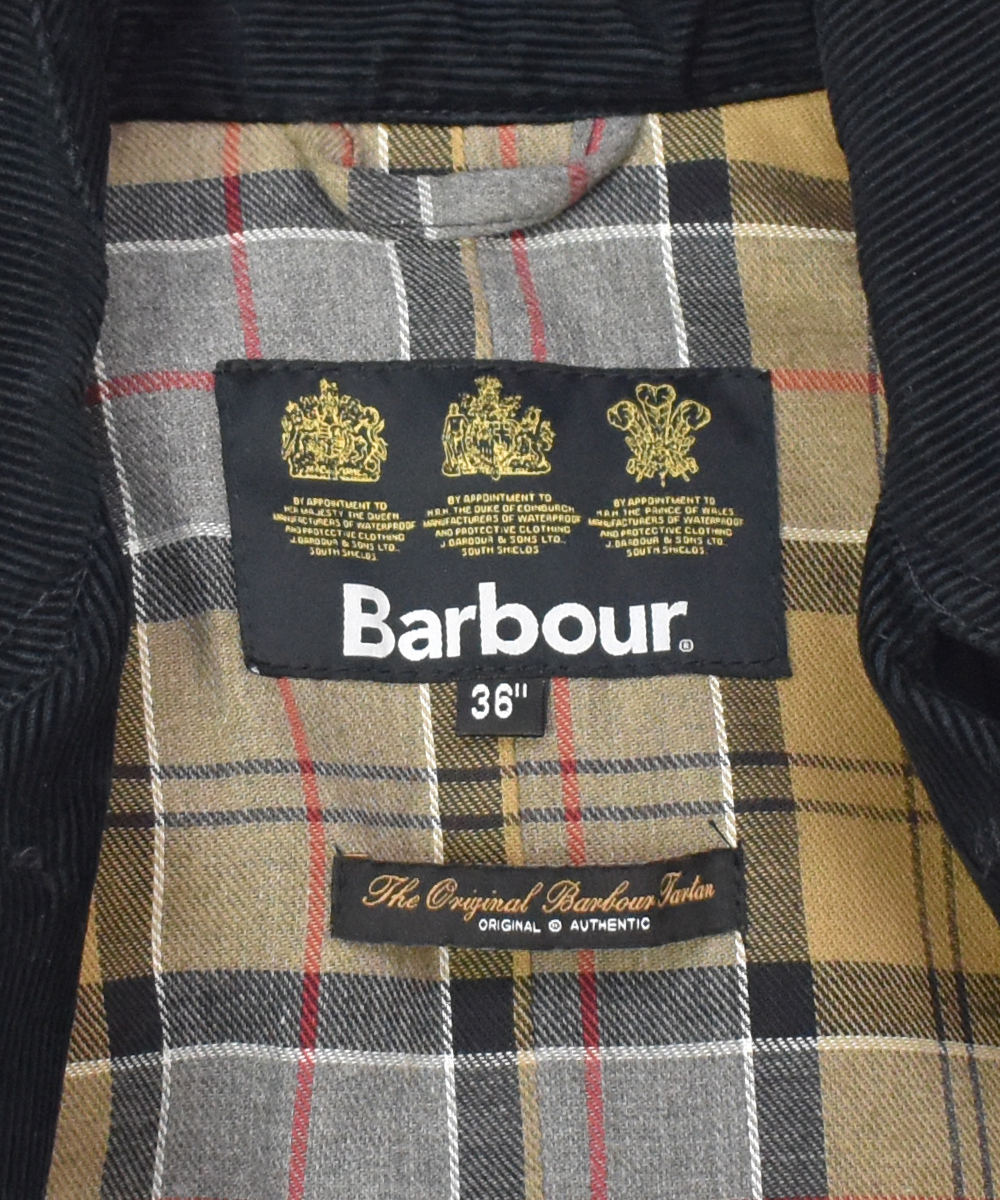 BY APPOINTMENT TO
HER MAJESTY THE QUEEN
MANUFACTURERS OF WATERPROOF
AND PROTECTIVE CLOTHING
J. BARBOUR & SONS LTD.,
SOUTH SHIELDS
BY APPOINTMENT TO
H.R.H. THE DUKE OF EDINBURGH
MANUFACTURERS OF WATERPROOF
AND PROTECTIVE CLOTHING
J. BARBOUR & SONS LTD.,
SOUTH SHIELDS
BY APPOINTMENT TO
H.R.H. THE PRINCE OF WALES
MANUFACTURERS OF WATERPROOF
AND PROTECTIVE CLOTHING
J. BARBOUR & SONS LTD.,
SOUTH SHIELDS
Barbour®
36"
The Original Barbour Tartan
ORIGINAL ® AUTHENTIC